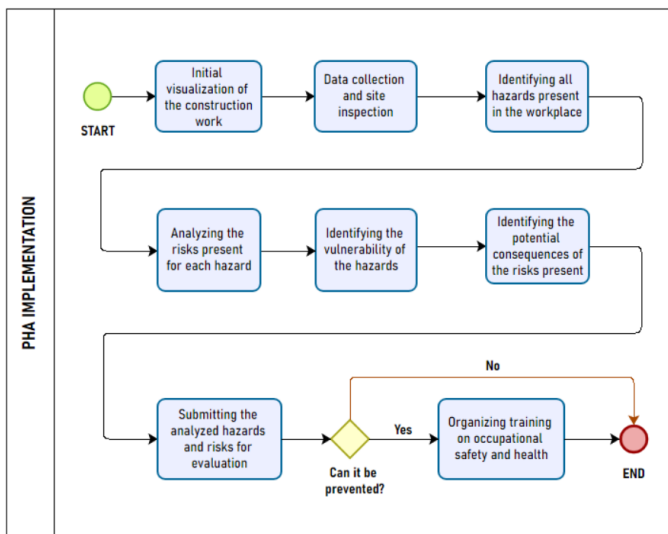 PHA IMPLEMENTATION
START
Initial
visualization of
the construction
work
Data collection
and site
inspection
Identifying all
hazards present
in the workplace
Analyzing the
risks present
for each hazard
Identifying the
vulnerability of
the hazards
Identifying the
potential
consequences of
the risks present
Submitting the
analyzed hazards
and risks for
evaluation
Can it be
prevented?
Yes
No
Organizing training
on occupational
safety and health
END